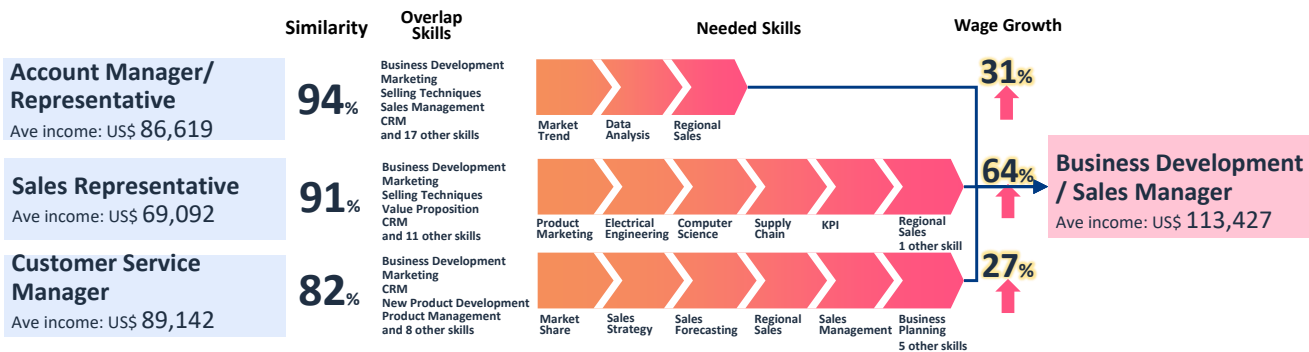 Similarity
Overlap
Skills
Needed Skills
Wage Growth
Account Manager/
Representative
Ave income: US$ 86,619
94%
Business Development
Marketing
Selling Techniques
Sales Management
CRM
and 17 other skills
Market
Trend
Data
Analysis
Regional
Sales
31%
Sales Representative
Ave income: US$ 69,092
91%
Business Development
Marketing
Selling Techniques
Value Proposition
CRM
and 11 other skills
Product
Marketing
Electrical
Engineering
Computer
Science
Supply
Chain
KPI
Regional
Sales
1 other skill
64%
Business Development
/ Sales Manager
Ave income: US$ 113,427
Customer Service
Manager
Ave income: US$ 89,142
82%
Business Development
Marketing
CRM
New Product Development
Product Management
and 8 other skills
Market
Share
Sales
Strategy
Sales
Forecasting
Regional
Sales
Sales
Management
Business
Planning
5 other skills
27%